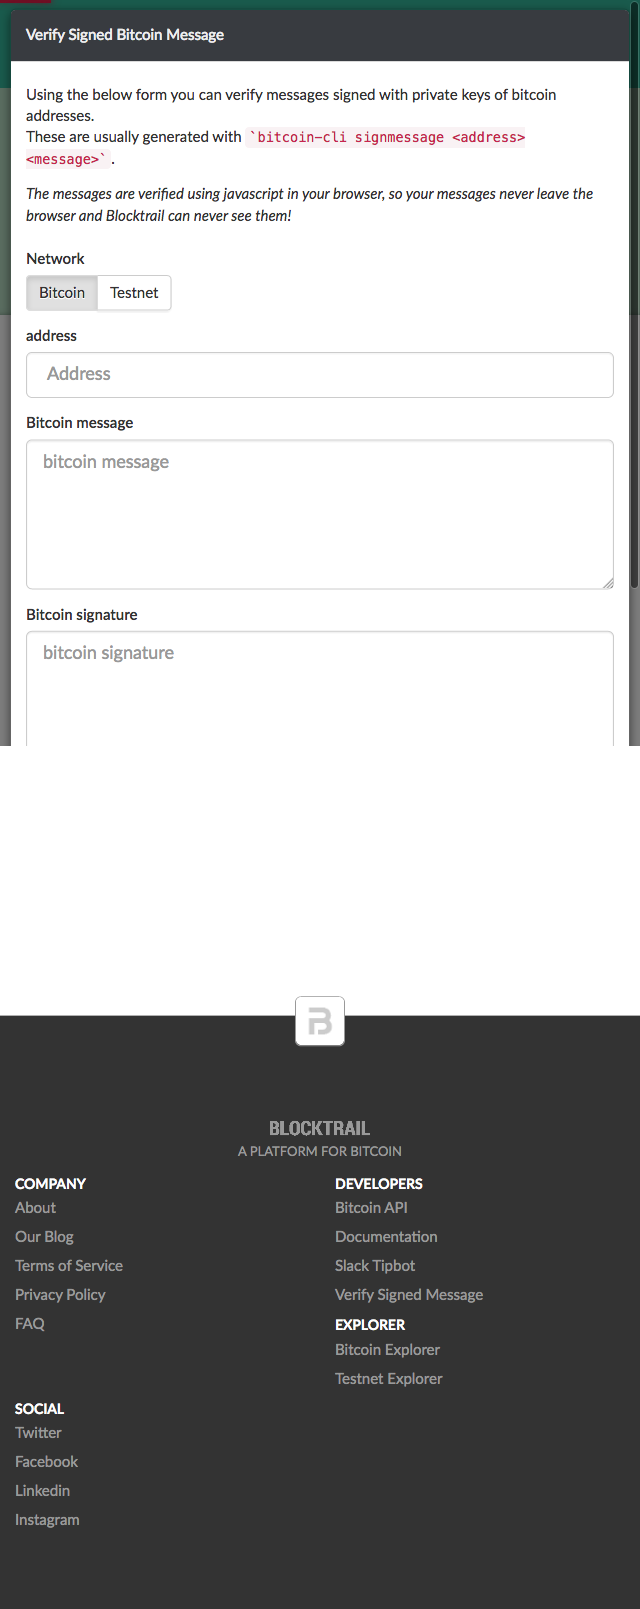 Verify Signed Bitcoin Message
Using the below form you can verify messages signed with private keys of bitcoin
addresses.
These are usually generated with `bitcoin-cli signmessage <address>
<message>` .
The messages are verified using javascript in your browser, so your messages never leave the
browser and Blocktrail can never see them!
Network
Bitcoin Testnet
address
Address
Bitcoin message
bitcoin message
Bitcoin signature
bitcoin signature
BLOCKTRAIL
A PLATFORM FOR BITCOIN
COMPANY
About
Our Blog
Terms of Service
Privacy Policy
FAQ
DEVELOPERS
Bitcoin API
Documentation
Slack Tipbot
Verify Signed Message
EXPLORER
Bitcoin Explorer
Testnet Explorer
SOCIAL
Twitter
Facebook
Linkedin
Instagram